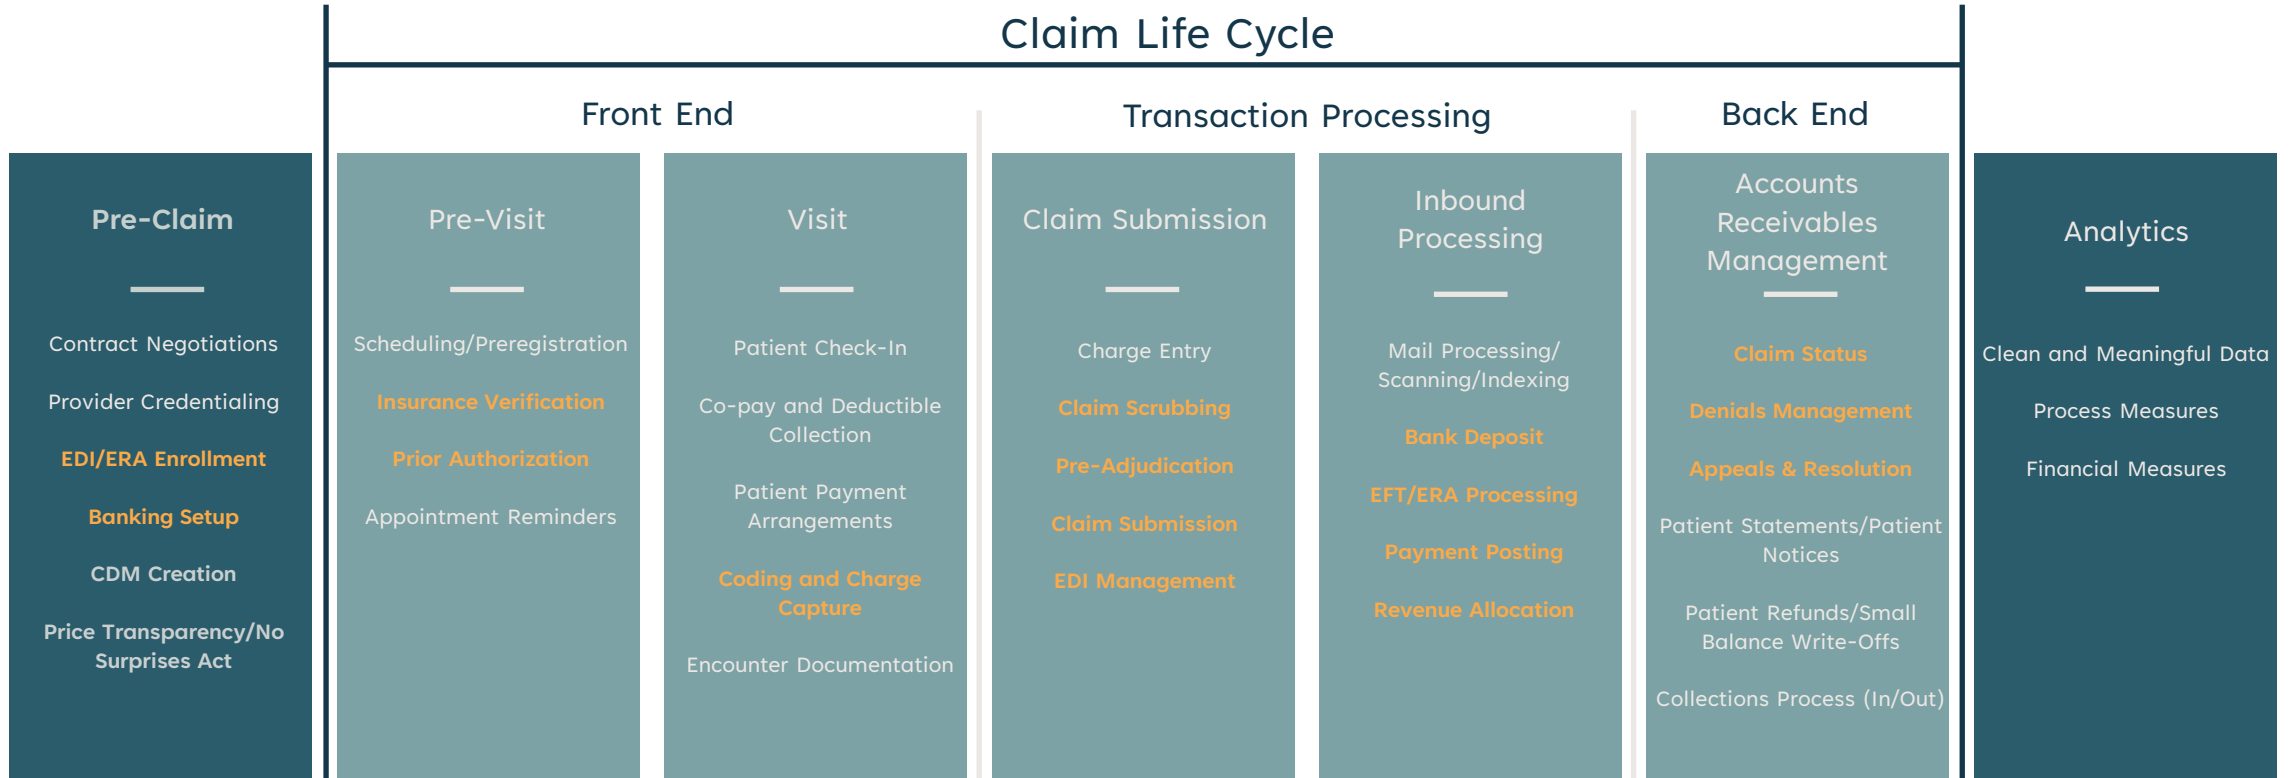 Claim Life Cycle
Front End
Transaction Processing
Back End
Pre-Claim
Contract Negotiations
Provider Credentialing
EDI/ERA Enrollment
Banking Setup
CDM Creation
Price Transparency/No
Surprises Act
Pre-Visit
Scheduling/Preregistration
Insurance Verification
Prior Authorization
Appointment Reminders
Visit
Patient Check-In
Co-pay and Deductible
Collection
Patient Payment
Arrangements
Coding and Charge
Capture
Encounter Documentation
Claim Submission
Charge Entry
Claim Scrubbing
Pre-Adjudication
Claim Submission
EDI Management
Inbound
Processing
Mail Processing/
Scanning/Indexing
Bank Deposit
EFT/ERA Processing
Payment Posting
Revenue Allocation
Accounts
Receivables
Management
Claim Status
Denials Management
Appeals & Resolution
Patient Statements/Patient
Notices
Patient Refunds/Small
Balance Write-Offs
Collections Process (In/Out)
Analytics
Clean and Meaningful Data
Process Measures
Financial Measures